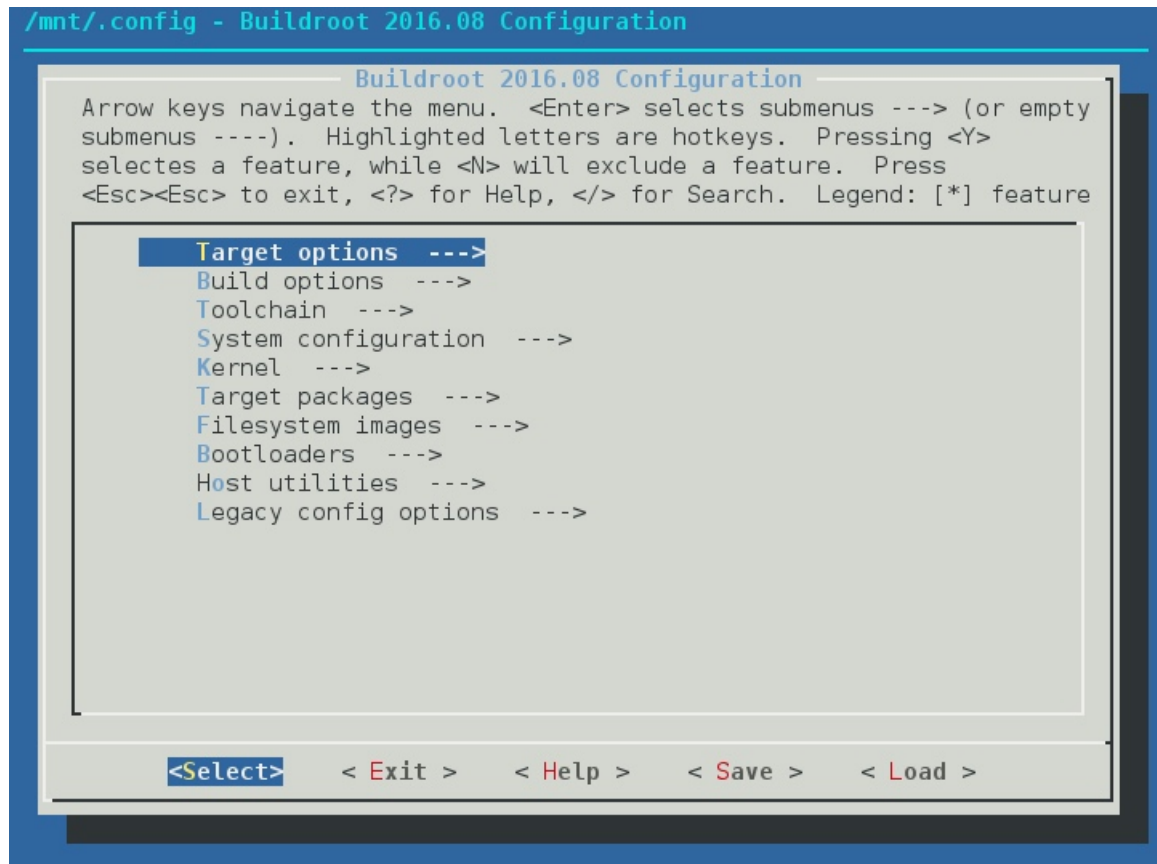 /mnt/.config - Buildroot 2016.08 Configuration
Buildroot 2016.08 Configuration
Arrow keys navigate the menu.  <Enter> selects submenus ---> (or empty
submenus ----).  Highlighted letters are hotkeys.  Pressing <Y>
selectes a feature, while <N> will exclude a feature.  Press
<Esc><Esc> to exit, <?> for Help, </> for Search.  Legend: [*] feature
Target options  --->
Build options  --->
Toolchain  --->
System configuration  --->
Kernel  --->
Target packages  --->
Filesystem images  --->
Bootloaders  --->
Host utilities  --->
Legacy config options  --->
<Select>    < Exit >    < Help >    < Save >    < Load >